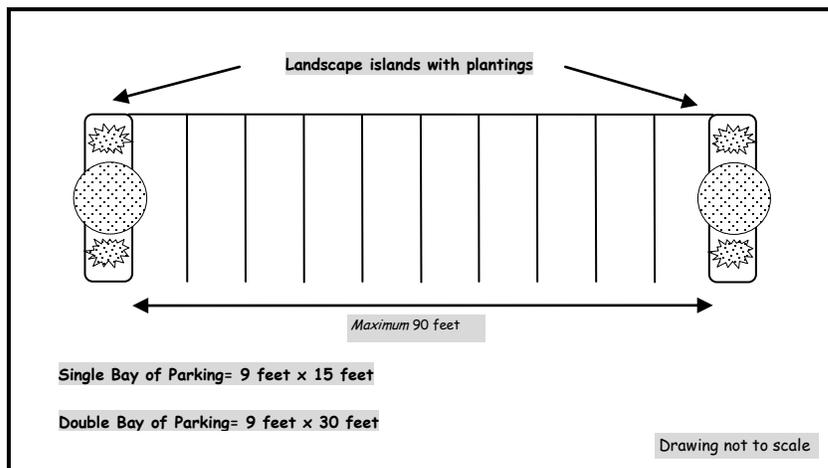 Landscape islands with plantings
Maximum 90 feet
Single Bay of Parking= 9 feet x 15 feet
Double Bay of Parking= 9 feet x 30 feet
Drawing not to scale